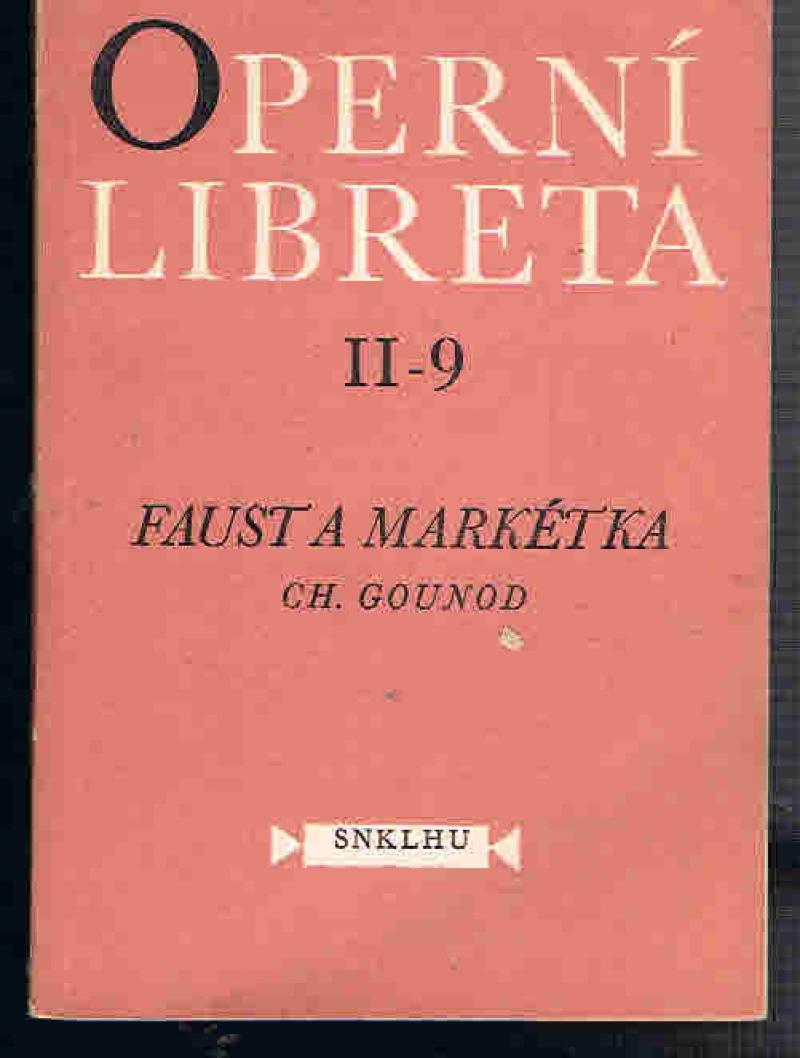 OPERNÍ
LIBRETA
II-9
FAUST A MARKÉTKA
CH. GOUNOD
SNKLHU